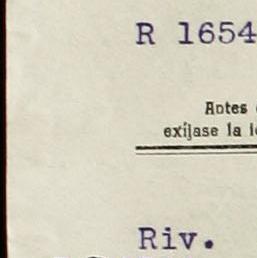 R 1654
Antes
exíjase la
Riv.